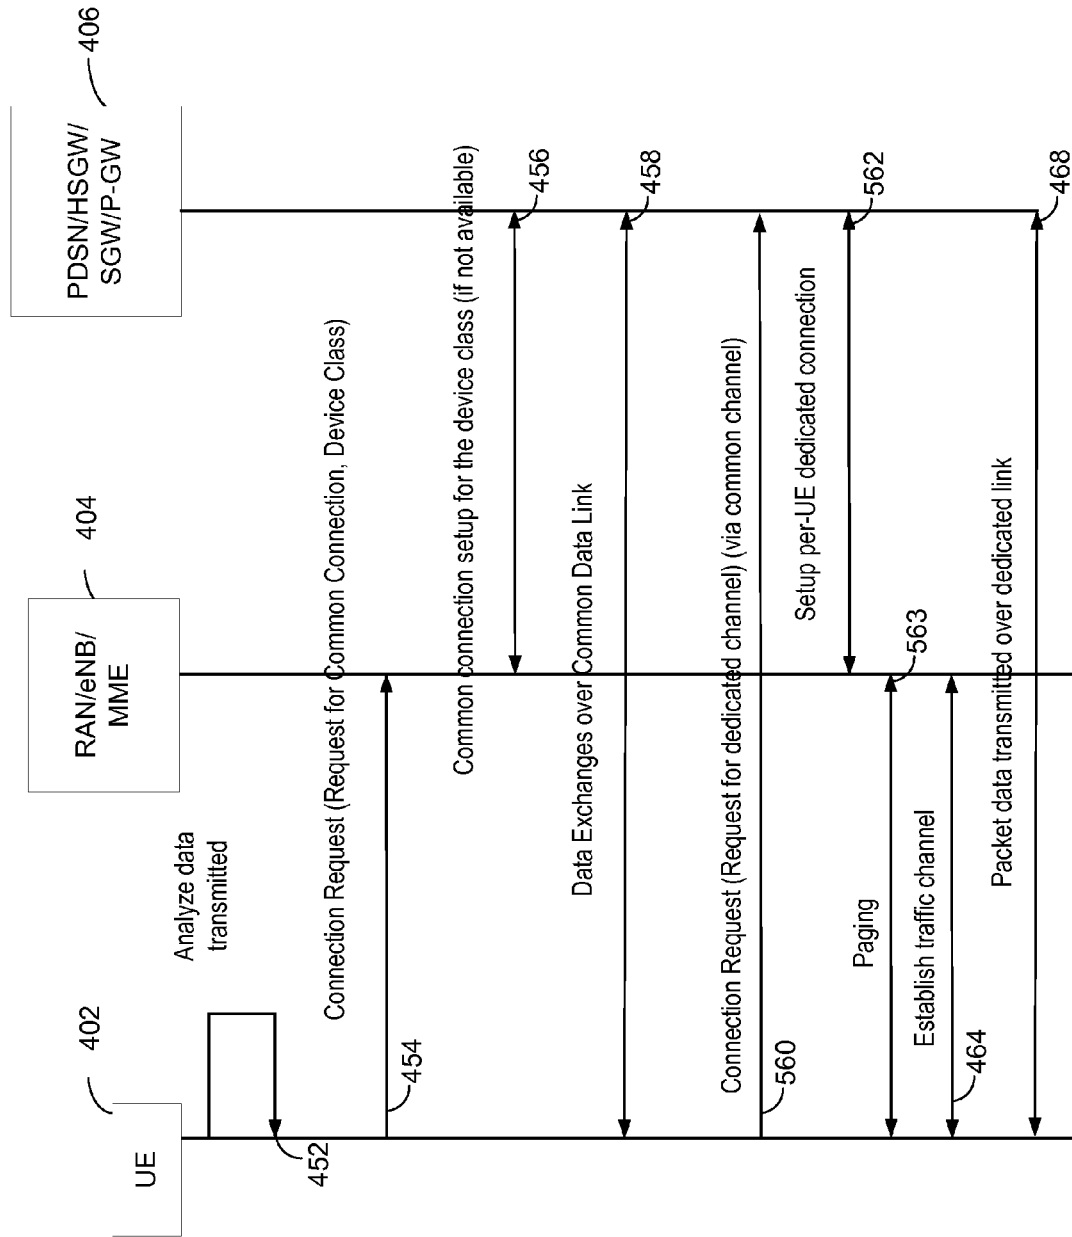 UE
402
RAN/eNB/
MME
404
PDSN/HSGW/
SGW/P-GW
406
Analyze data
transmitted
452
Connection Request (Request for Common Connection, Device Class)
454
Common connection setup for the device class (if not available)
456
Data Exchanges over Common Data Link
458
Connection Request (Request for dedicated channel) (via common channel)
560
Setup per-UE dedicated connection
562
Paging
563
Establish traffic channel
464
Packet data transmitted over dedicated link
468